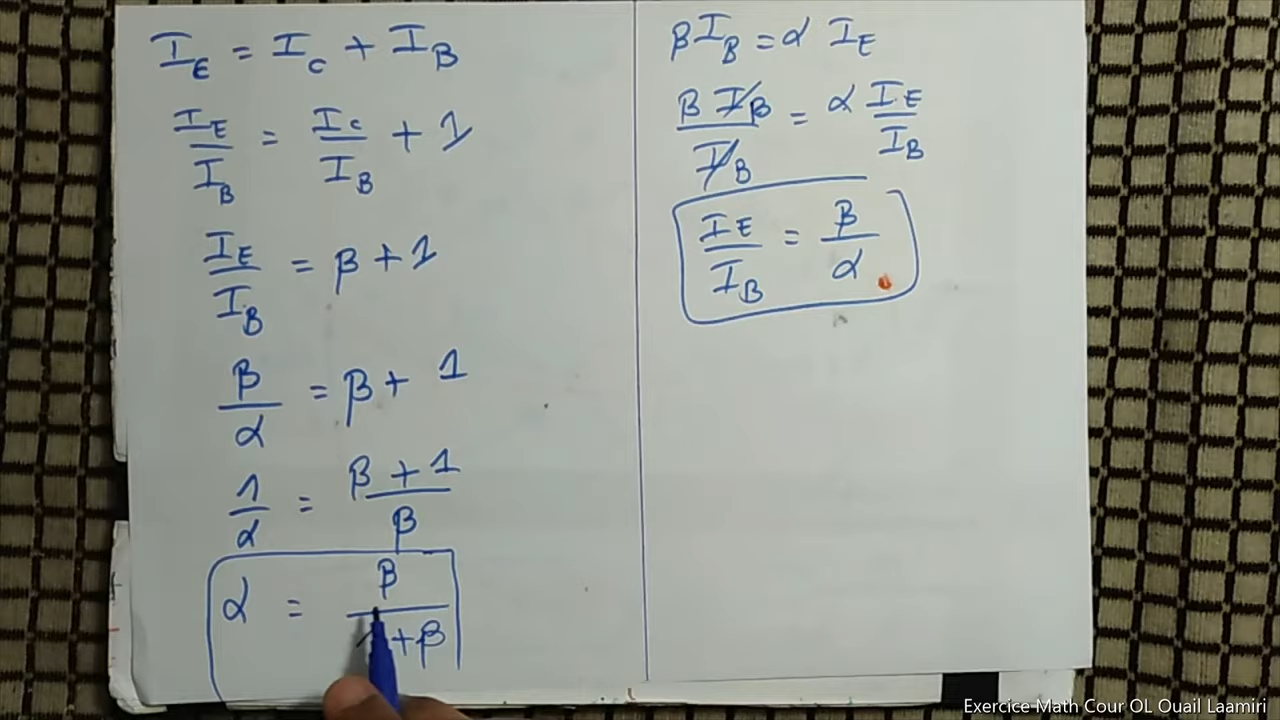 I_E = I_C + I_B
I_E/I_B = I_C/I_B + 1
I_E/I_B = β + 1
β/α = β + 1
1/α = β + 1/β
α = β/1+β
βI_B = α I_E
β I_B/I_B = α I_E/I_B
I_E/I_B = β/α
Exercice Math Cour OL Ouail Laamiri